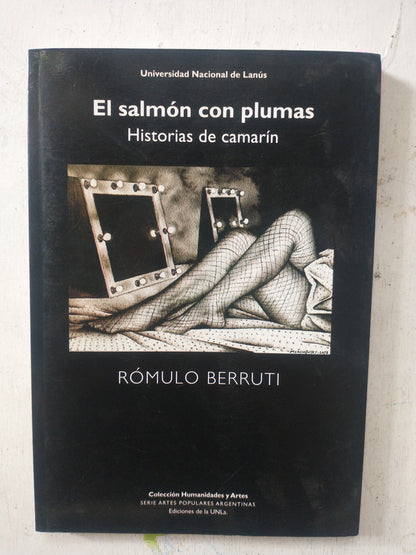 Universidad Nacional de Lanús
El salmón con plumas
Historias de camarín
RÓMULO BERRUTI
Colección Humanidades y Artes
SERIE ARTES POPULARES ARGENTINAS
Ediciones de la UNLa.